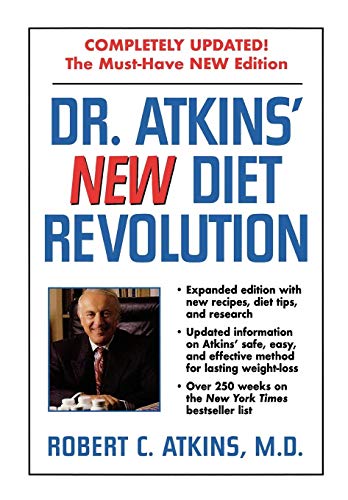 COMPLETELY UPDATED!
The Must-Have NEW Edition
DR. ATKINS'
NEW DIET
REVOLUTION
• Expanded edition with
new recipes, diet tips,
and research
• Updated information
on Atkins' safe, easy,
and effective method
for lasting weight-loss
• Over 250 weeks on
the New York Times
bestseller list
ROBERT C. ATKINS, M.D.